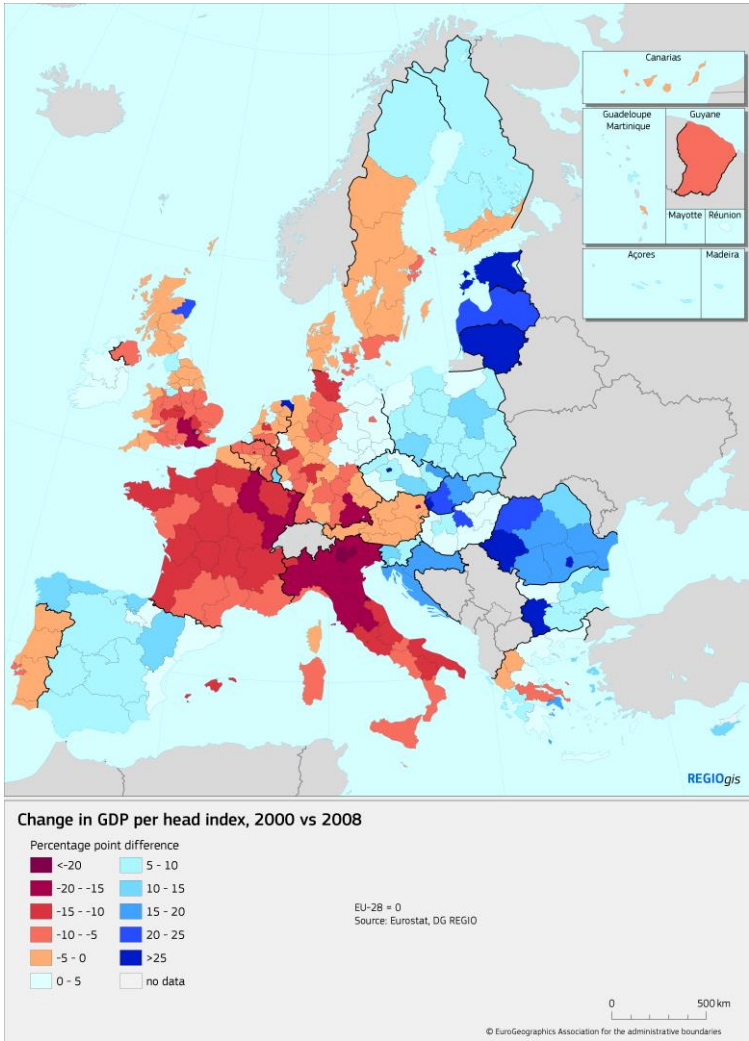 Canarias
Guadeloupe
Martinique
Guyane
Mayotte
Réunion
Açores
Madeira
REGIOgis
Change in GDP per head index, 2000 vs 2008
Percentage point difference
<-20
-20 - -15
-15 - -10
-10 - -5
-5 - 0
0 - 5
5 - 10
10 - 15
15 - 20
20 - 25
>25
no data
EU-28 = 0
Source: Eurostat, DG REGIO
0 500 km
© EuroGeographics Association for the administrative boundaries